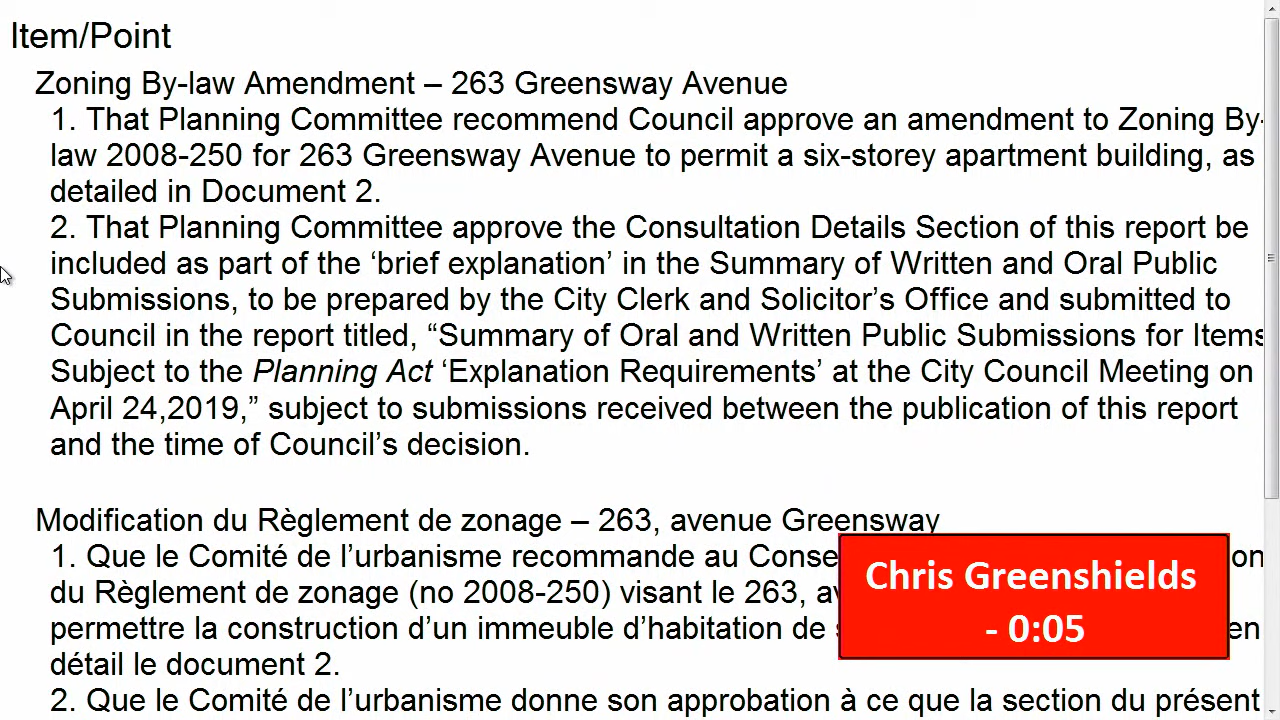 Item/Point
Zoning By-law Amendment – 263 Greensway Avenue
1. That Planning Committee recommend Council approve an amendment to Zoning By-
law 2008-250 for 263 Greensway Avenue to permit a six-storey apartment building, as
detailed in Document 2.
2. That Planning Committee approve the Consultation Details Section of this report be
included as part of the ‘brief explanation’ in the Summary of Written and Oral Public
Submissions, to be prepared by the City Clerk and Solicitor’s Office and submitted to
Council in the report titled, “Summary of Oral and Written Public Submissions for Items
Subject to the Planning Act ‘Explanation Requirements’ at the City Council Meeting on
April 24,2019,” subject to submissions received between the publication of this report
and the time of Council’s decision.
Modification du Règlement de zonage – 263, avenue Greensway
1. Que le Comité de l’urbanisme recommande au
du Règlement de zonage (no 2008-250) visant le 263,
permettre la construction d’un immeuble d’habitation de en
détail le document 2.
2. Que le Comité de l’urbanisme donne son approbation à ce que la section du présent
Chris Greenshields
- 0:05